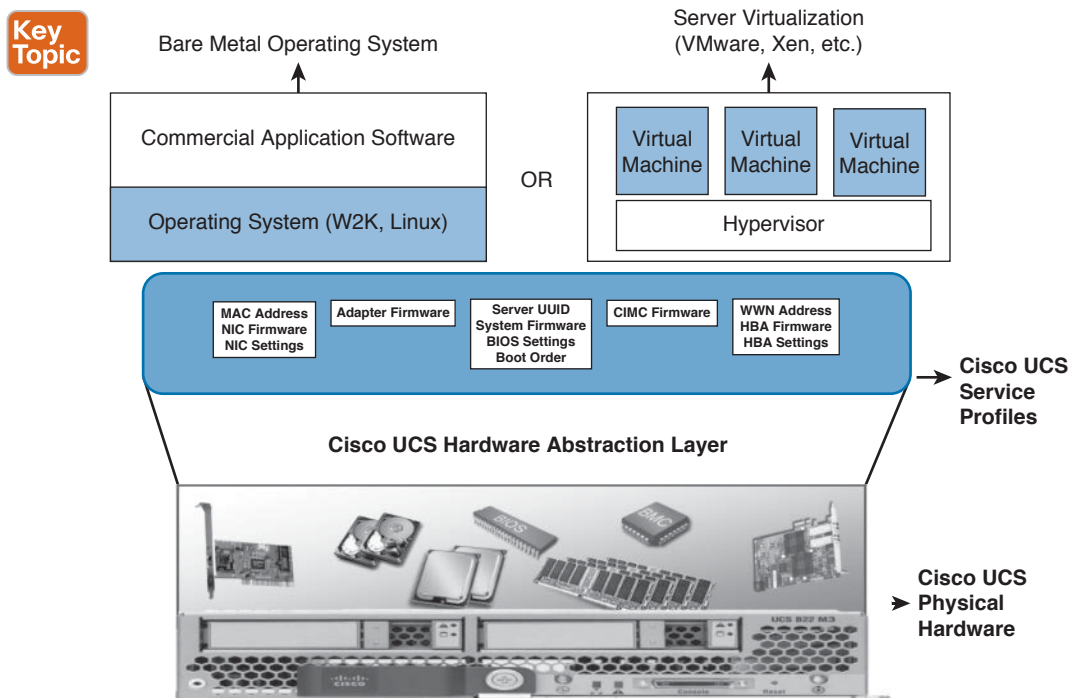 Key
Topic
Bare Metal Operating System
Server Virtualization
(VMware, Xen, etc.)
Commercial Application Software
Operating System (W2K, Linux)
OR
Virtual
Machine
Virtual
Machine
Virtual
Machine
Hypervisor
MAC Address
NIC Firmware
NIC Settings
Adapter Firmware
Server UUID
System Firmware
BIOS Settings
Boot Order
CIMC Firmware
WWN Address
HBA Firmware
HBA Settings
Cisco UCS
Service
Profiles
Cisco UCS Hardware Abstraction Layer
BIOS
BMC
Cisco UCS
Physical
Hardware
UCS B22 M3
CISCO
Console
Reset